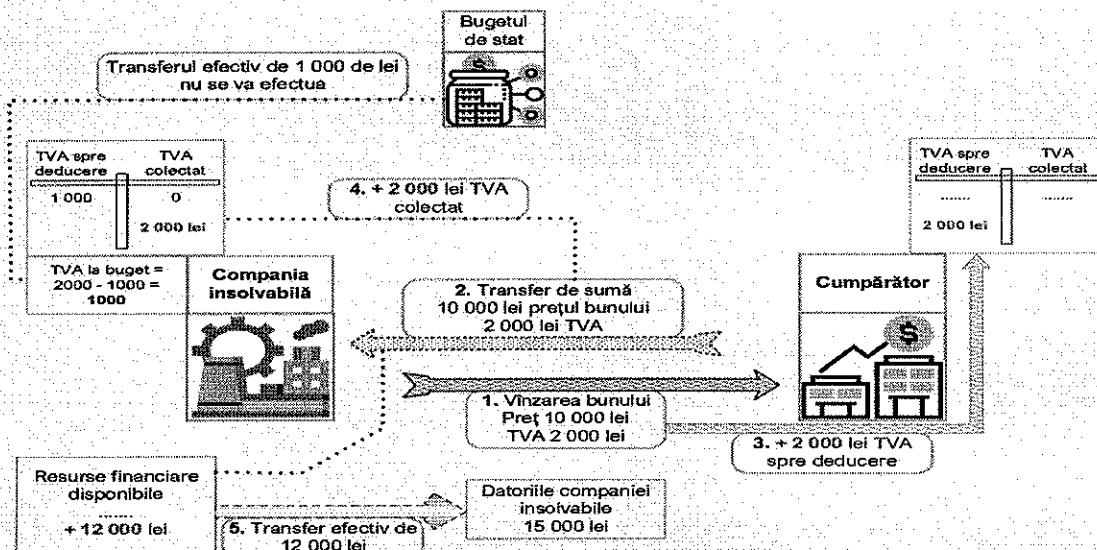 Bugetul
de stat
Transferul efectiv de 1 000 de lei
nu se va efectua
TVA spre deducere
TVA colectat
1 000
0
2 000 lei
4. + 2 000 lei TVA
colectat
TVA spre deducere
TVA colectat
......
......
2 000 lei
TVA la buget =
2000 - 1000 =
1000
Compania
insolvabilă
2. Transfer de sumă
10 000 lei prețul bunului
2 000 lei TVA
Cumpărător
1. Vînzarea bunului
Preț 10 000 lei
TVA 2 000 lei
3. + 2 000 lei TVA
spre deducere
Resurse financiare
disponibile
......
+ 12 000 lei
5. Transfer efectiv de
12 000 lei
Datoriile companiei
insolvabile
15 000 lei